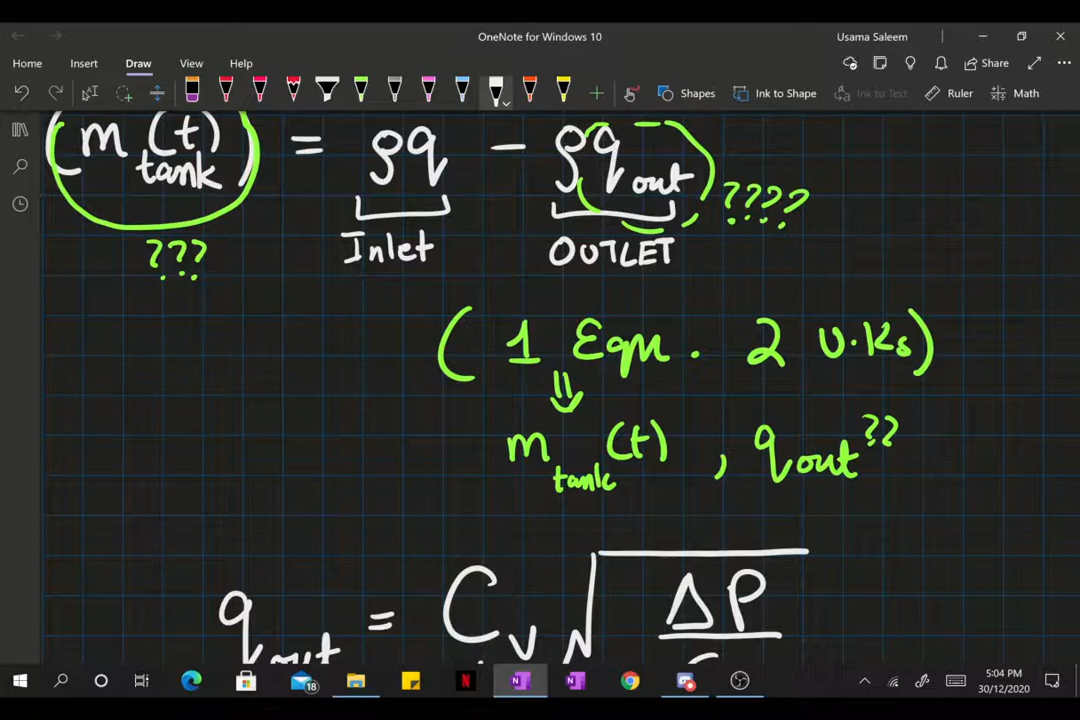 OneNote for Windows 10
Usama Saleem
Home Insert Draw View Help
Share
Shapes Ink to Shape Ink to Text Ruler Math
(m tank (t)) = ρq − ρq out ????
??? Inlet OUTLET
( 1 Eqn. 2 U.Ks)
⇓
m tank (t) , q out ??
q out = C v √ ΔP
18
5:04 PM
30/12/2020